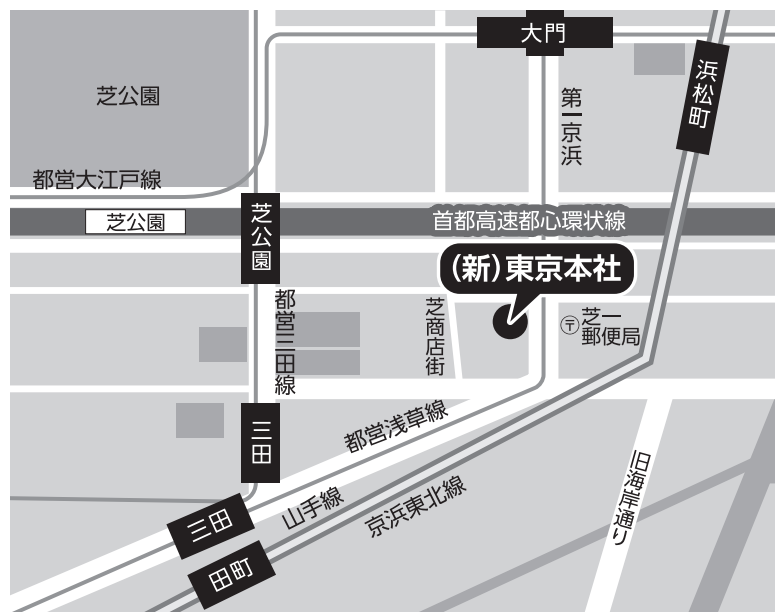 大門
浜松町
芝公園
第一京浜
都営大江戸線
芝公園
芝公園
首都高速都心環状線
(新)東京本社
都営三田線
芝商店街
〒芝一
郵便局
三田
都営浅草線
山手線
京浜東北線
旧海岸通り
三田
田町